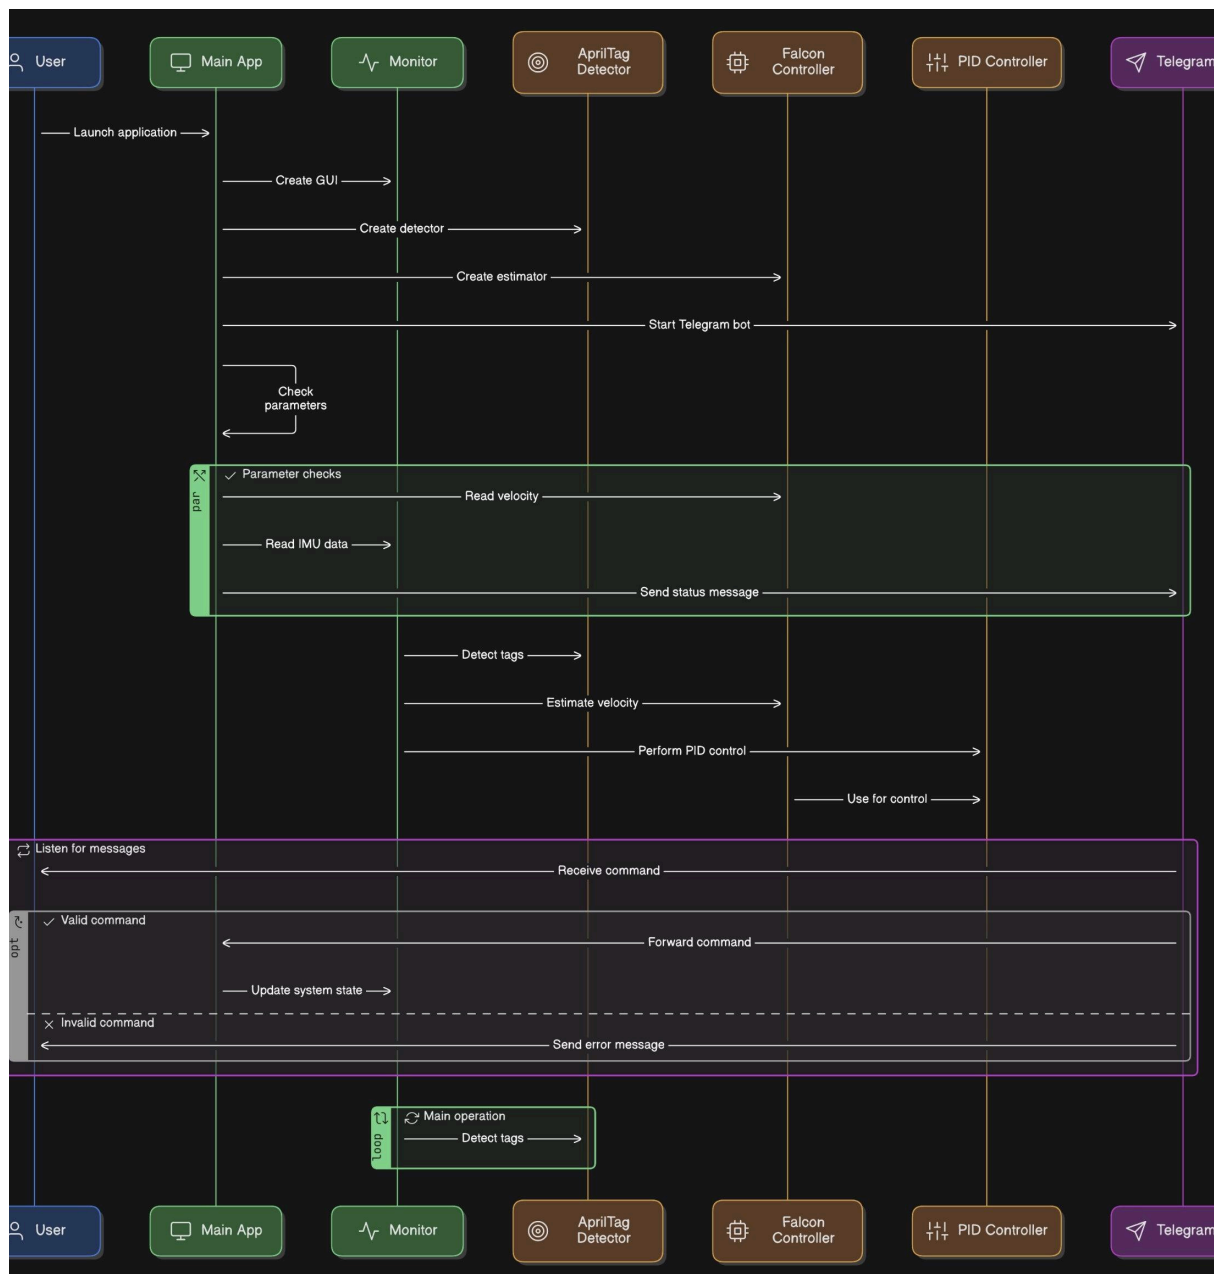 User
Main App
Monitor
AprilTag
Detector
Falcon
Controller
PID Controller
Telegram
Launch application
Create GUI
Create detector
Create estimator
Start Telegram bot
Check
parameters
par
Parameter checks
Read velocity
Read IMU data
Send status message
Detect tags
Estimate velocity
Perform PID control
Use for control
Listen for messages
Receive command
opt
Valid command
Forward command
Update system state
Invalid command
Send error message
loop
Main operation
Detect tags
User
Main App
Monitor
AprilTag
Detector
Falcon
Controller
PID Controller
Telegram